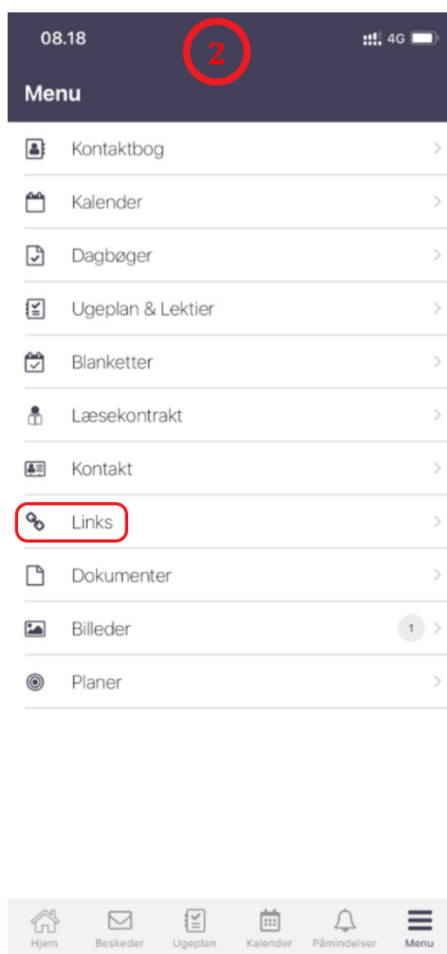 08.18
2
4G
Menu
Kontaktbog
Kalender
Dagbøger
Ugeplan & Lektier
Blanketter
Læsekontrakt
Kontakt
Links
Dokumenter
Billeder 1
Planer
Hjem Beskeder Ugeplan Kalender Påmindelser Menu